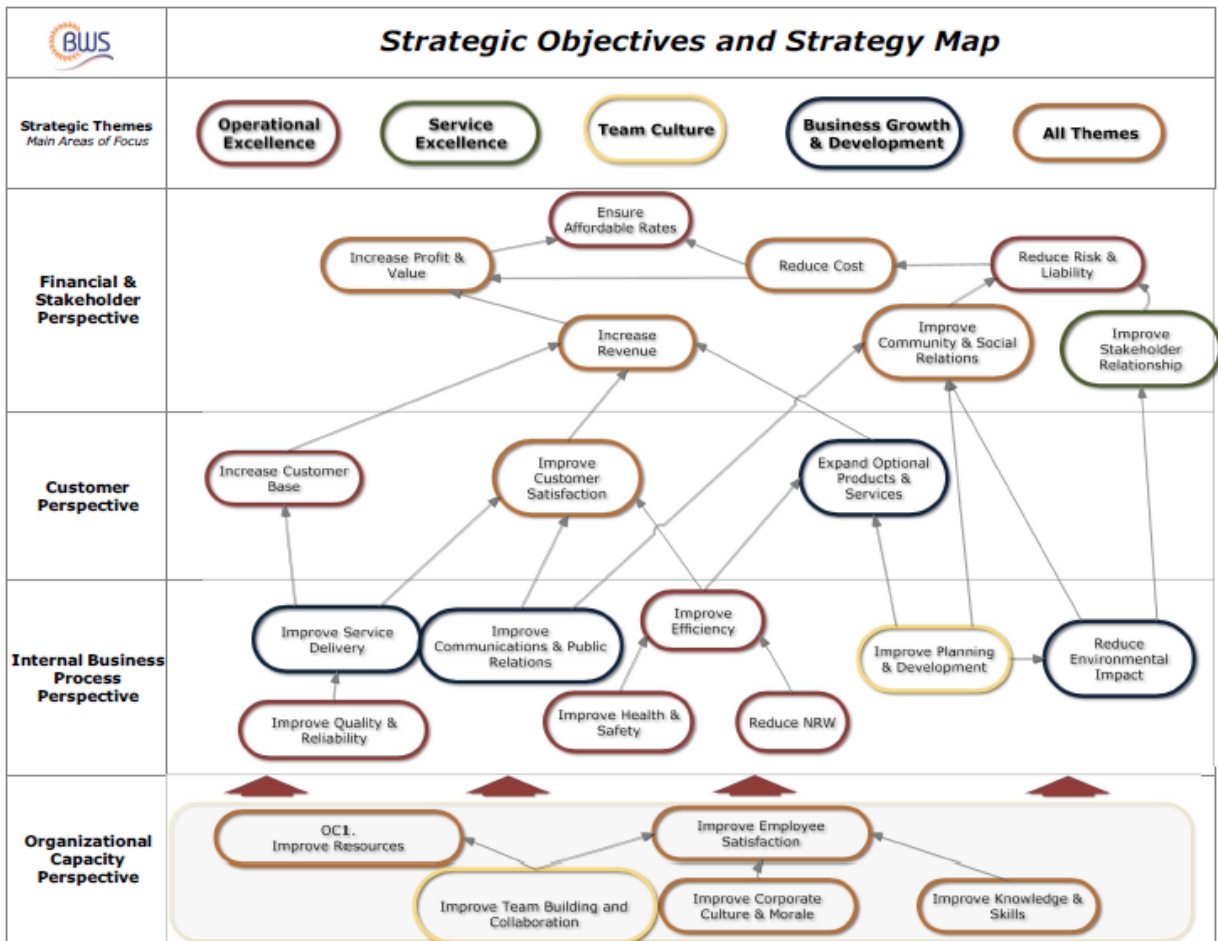 BWS
Strategic Objectives and Strategy Map
Strategic Themes
Main Areas of Focus
Operational
Excellence
Service
Excellence
Team Culture
Business Growth
& Development
All Themes
Financial &
Stakeholder
Perspective
Ensure
Affordable Rates
Increase Profit &
Value
Reduce Cost
Reduce Risk &
Liability
Increase
Revenue
Improve
Community & Social
Relations
Improve
Stakeholder
Relationship
Customer
Perspective
Increase Customer
Base
Improve
Customer
Satisfaction
Expand Optional
Products &
Services
Internal Business
Process
Perspective
Improve Service
Delivery
Improve
Communications & Public
Relations
Improve
Efficiency
Improve Planning
& Development
Reduce
Environmental
Impact
Improve Quality &
Reliability
Improve Health &
Safety
Reduce NRW
Organizational
Capacity
Perspective
OC1.
Improve Resources
Improve Employee
Satisfaction
Improve Team Building and
Collaboration
Improve Corporate
Culture & Morale
Improve Knowledge &
Skills